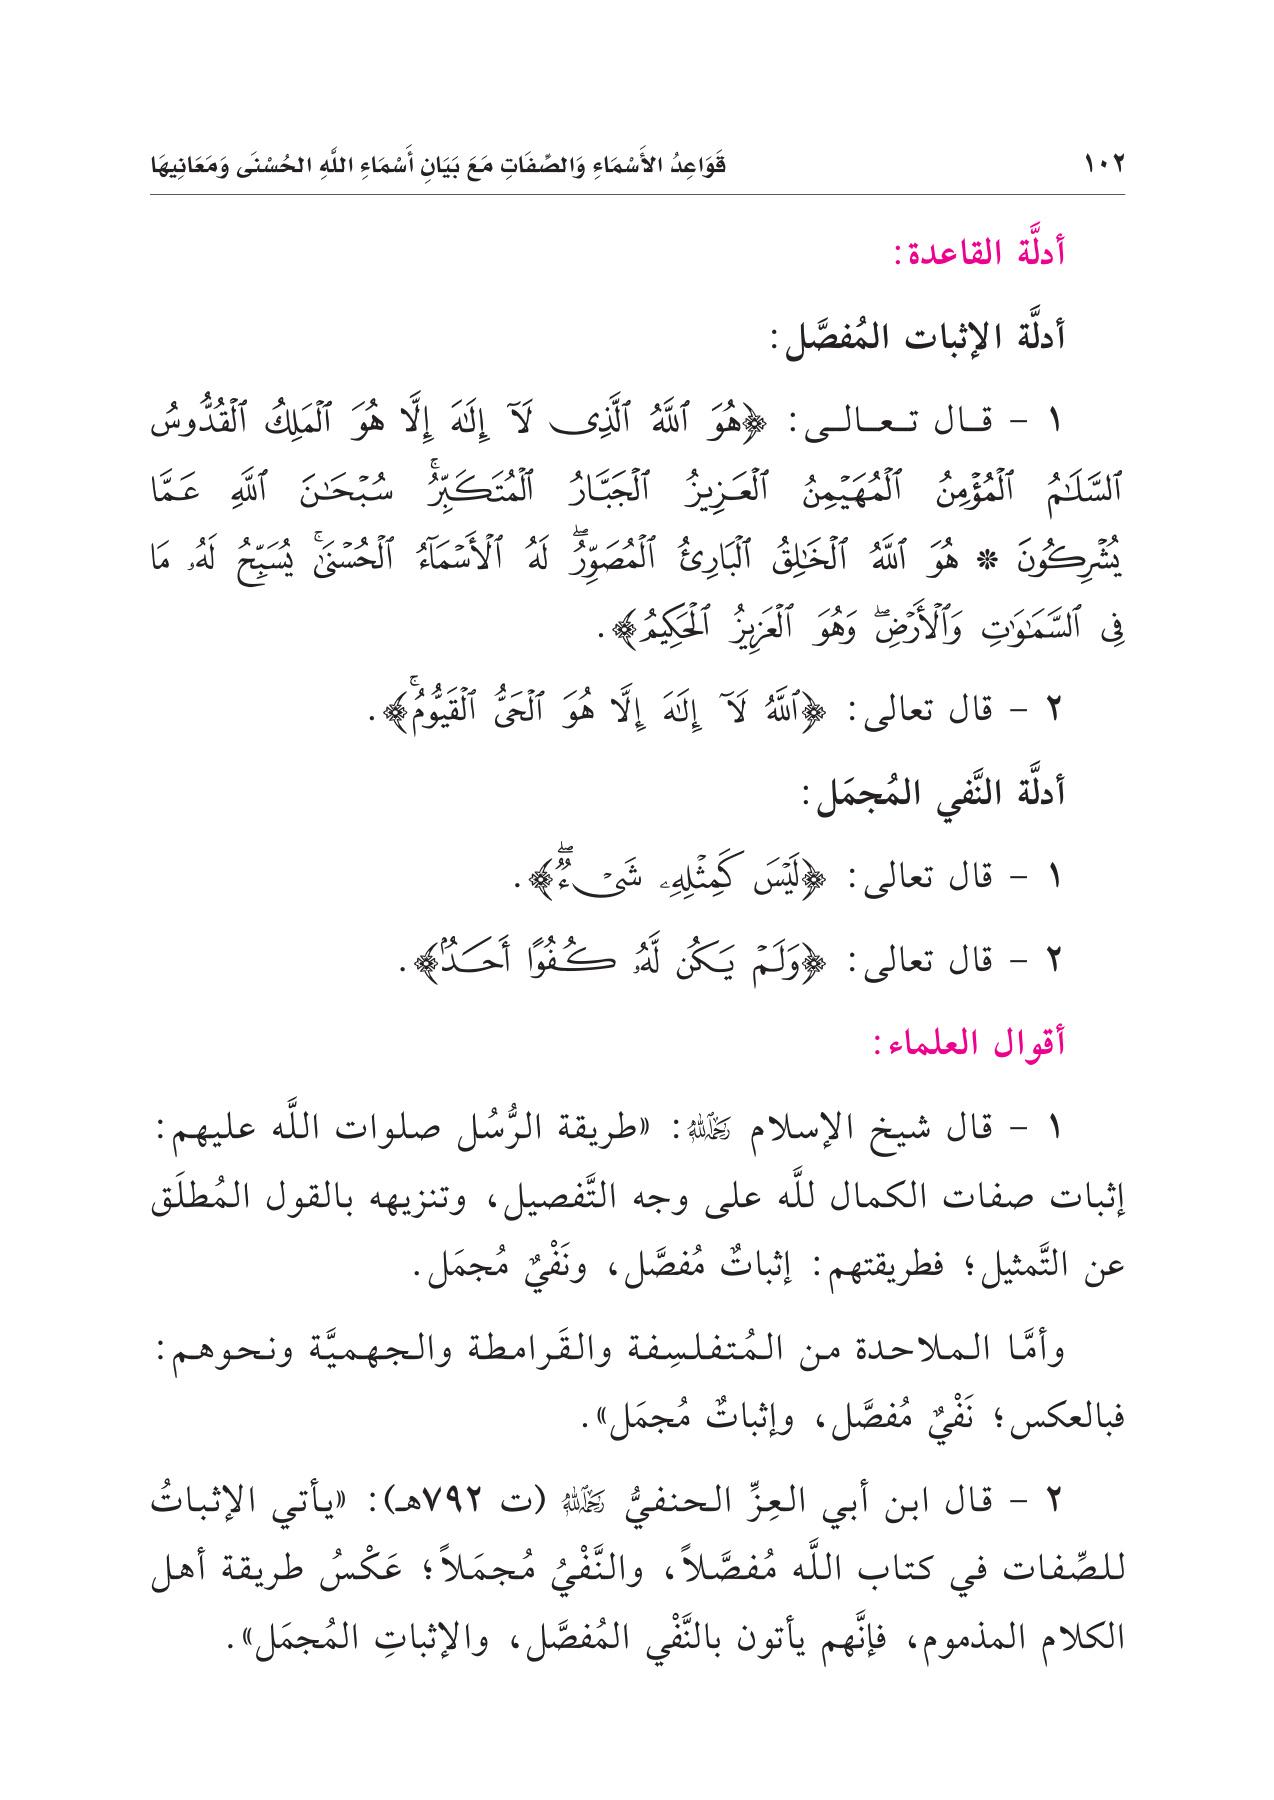 ١٠٢ قَوَاعِدُ الأَسْمَاءِ وَالصِّفَاتِ مَعَ بَيَانِ أَسْمَاءِ اللَّهِ الحُسْنَى وَمَعَانِيهَا
أدلَّة القاعدة:
أدلَّة الإثبات المُفصَّل:
١ - قال تعالى: ﴿هُوَ ٱللَّهُ ٱلَّذِى لَآ إِلَٰهَ إِلَّا هُوَ ٱلْمَلِكُ ٱلْقُدُّوسُ
ٱلسَّلَٰمُ ٱلْمُؤْمِنُ ٱلْمُهَيْمِنُ ٱلْعَزِيزُ ٱلْجَبَّارُ ٱلْمُتَكَبِّرُ ۚ سُبْحَٰنَ ٱللَّهِ عَمَّا
يُشْرِكُونَ * هُوَ ٱللَّهُ ٱلْخَٰلِقُ ٱلْبَارِئُ ٱلْمُصَوِّرُ ۖ لَهُ ٱلْأَسْمَآءُ ٱلْحُسْنَىٰ ۚ يُسَبِّحُ لَهُۥ مَا
فِى ٱلسَّمَٰوَٰتِ وَٱلْأَرْضِ ۖ وَهُوَ ٱلْعَزِيزُ ٱلْحَكِيمُ﴾.
٢ - قال تعالى: ﴿ٱللَّهُ لَآ إِلَٰهَ إِلَّا هُوَ ٱلْحَىُّ ٱلْقَيُّومُ ۚ﴾.
أدلَّة النَّفي المُجمَل:
١ - قال تعالى: ﴿لَيْسَ كَمِثْلِهِۦ شَىْءٌ ۖ﴾.
٢ - قال تعالى: ﴿وَلَمْ يَكُن لَّهُۥ كُفُوًا أَحَدٌۢ﴾.
أقوال العلماء:
١ - قال شيخ الإسلام رَحِمَهُ اللَّهُ: «طريقة الرُّسُل صلوات اللَّه عليهم:
إثبات صفات الكمال للَّه على وجه التَّفصيل، وتنزيهه بالقول المُطلَق
عن التَّمثيل؛ فطريقتهم: إثباتٌ مُفصَّل، ونَفْيٌ مُجمَل.
وأمَّا الملاحدة من المُتفلسِفة والقَرامطة والجهميَّة ونحوهم:
فبالعكس؛ نَفْيٌ مُفصَّل، وإثباتٌ مُجمَل».
٢ - قال ابن أبي العِزِّ الحنفيُّ رَحِمَهُ اللَّهُ (ت ٧٩٢هـ): «يأتي الإثباتُ
للصِّفات في كتاب اللَّه مُفصَّلاً، والنَّفْيُ مُجمَلاً؛ عَكْسُ طريقة أهل
الكلام المذموم، فإنَّهم يأتون بالنَّفْي المُفصَّل، والإثباتِ المُجمَل».